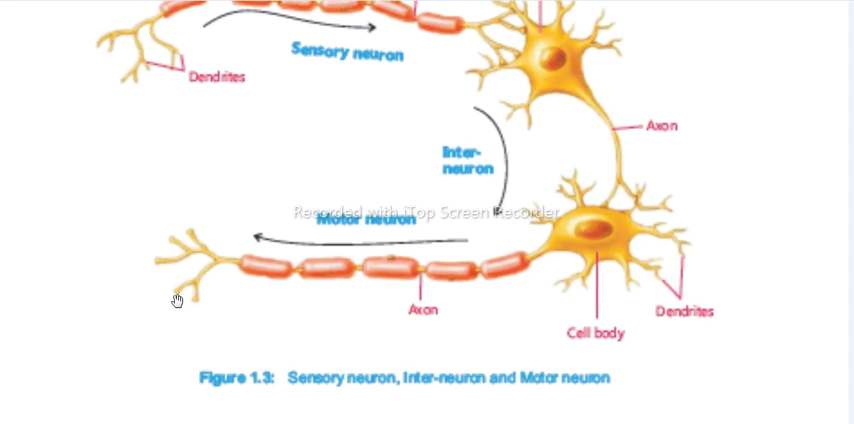 Sensory neuron
Dendrites
Axon
Inter-
neuron
Recorded with iTop Screen Recorder
Motor neuron
Axon
Dendrites
Cell body
Figure 1.3: Sensory neuron, Inter-neuron and Motor neuron